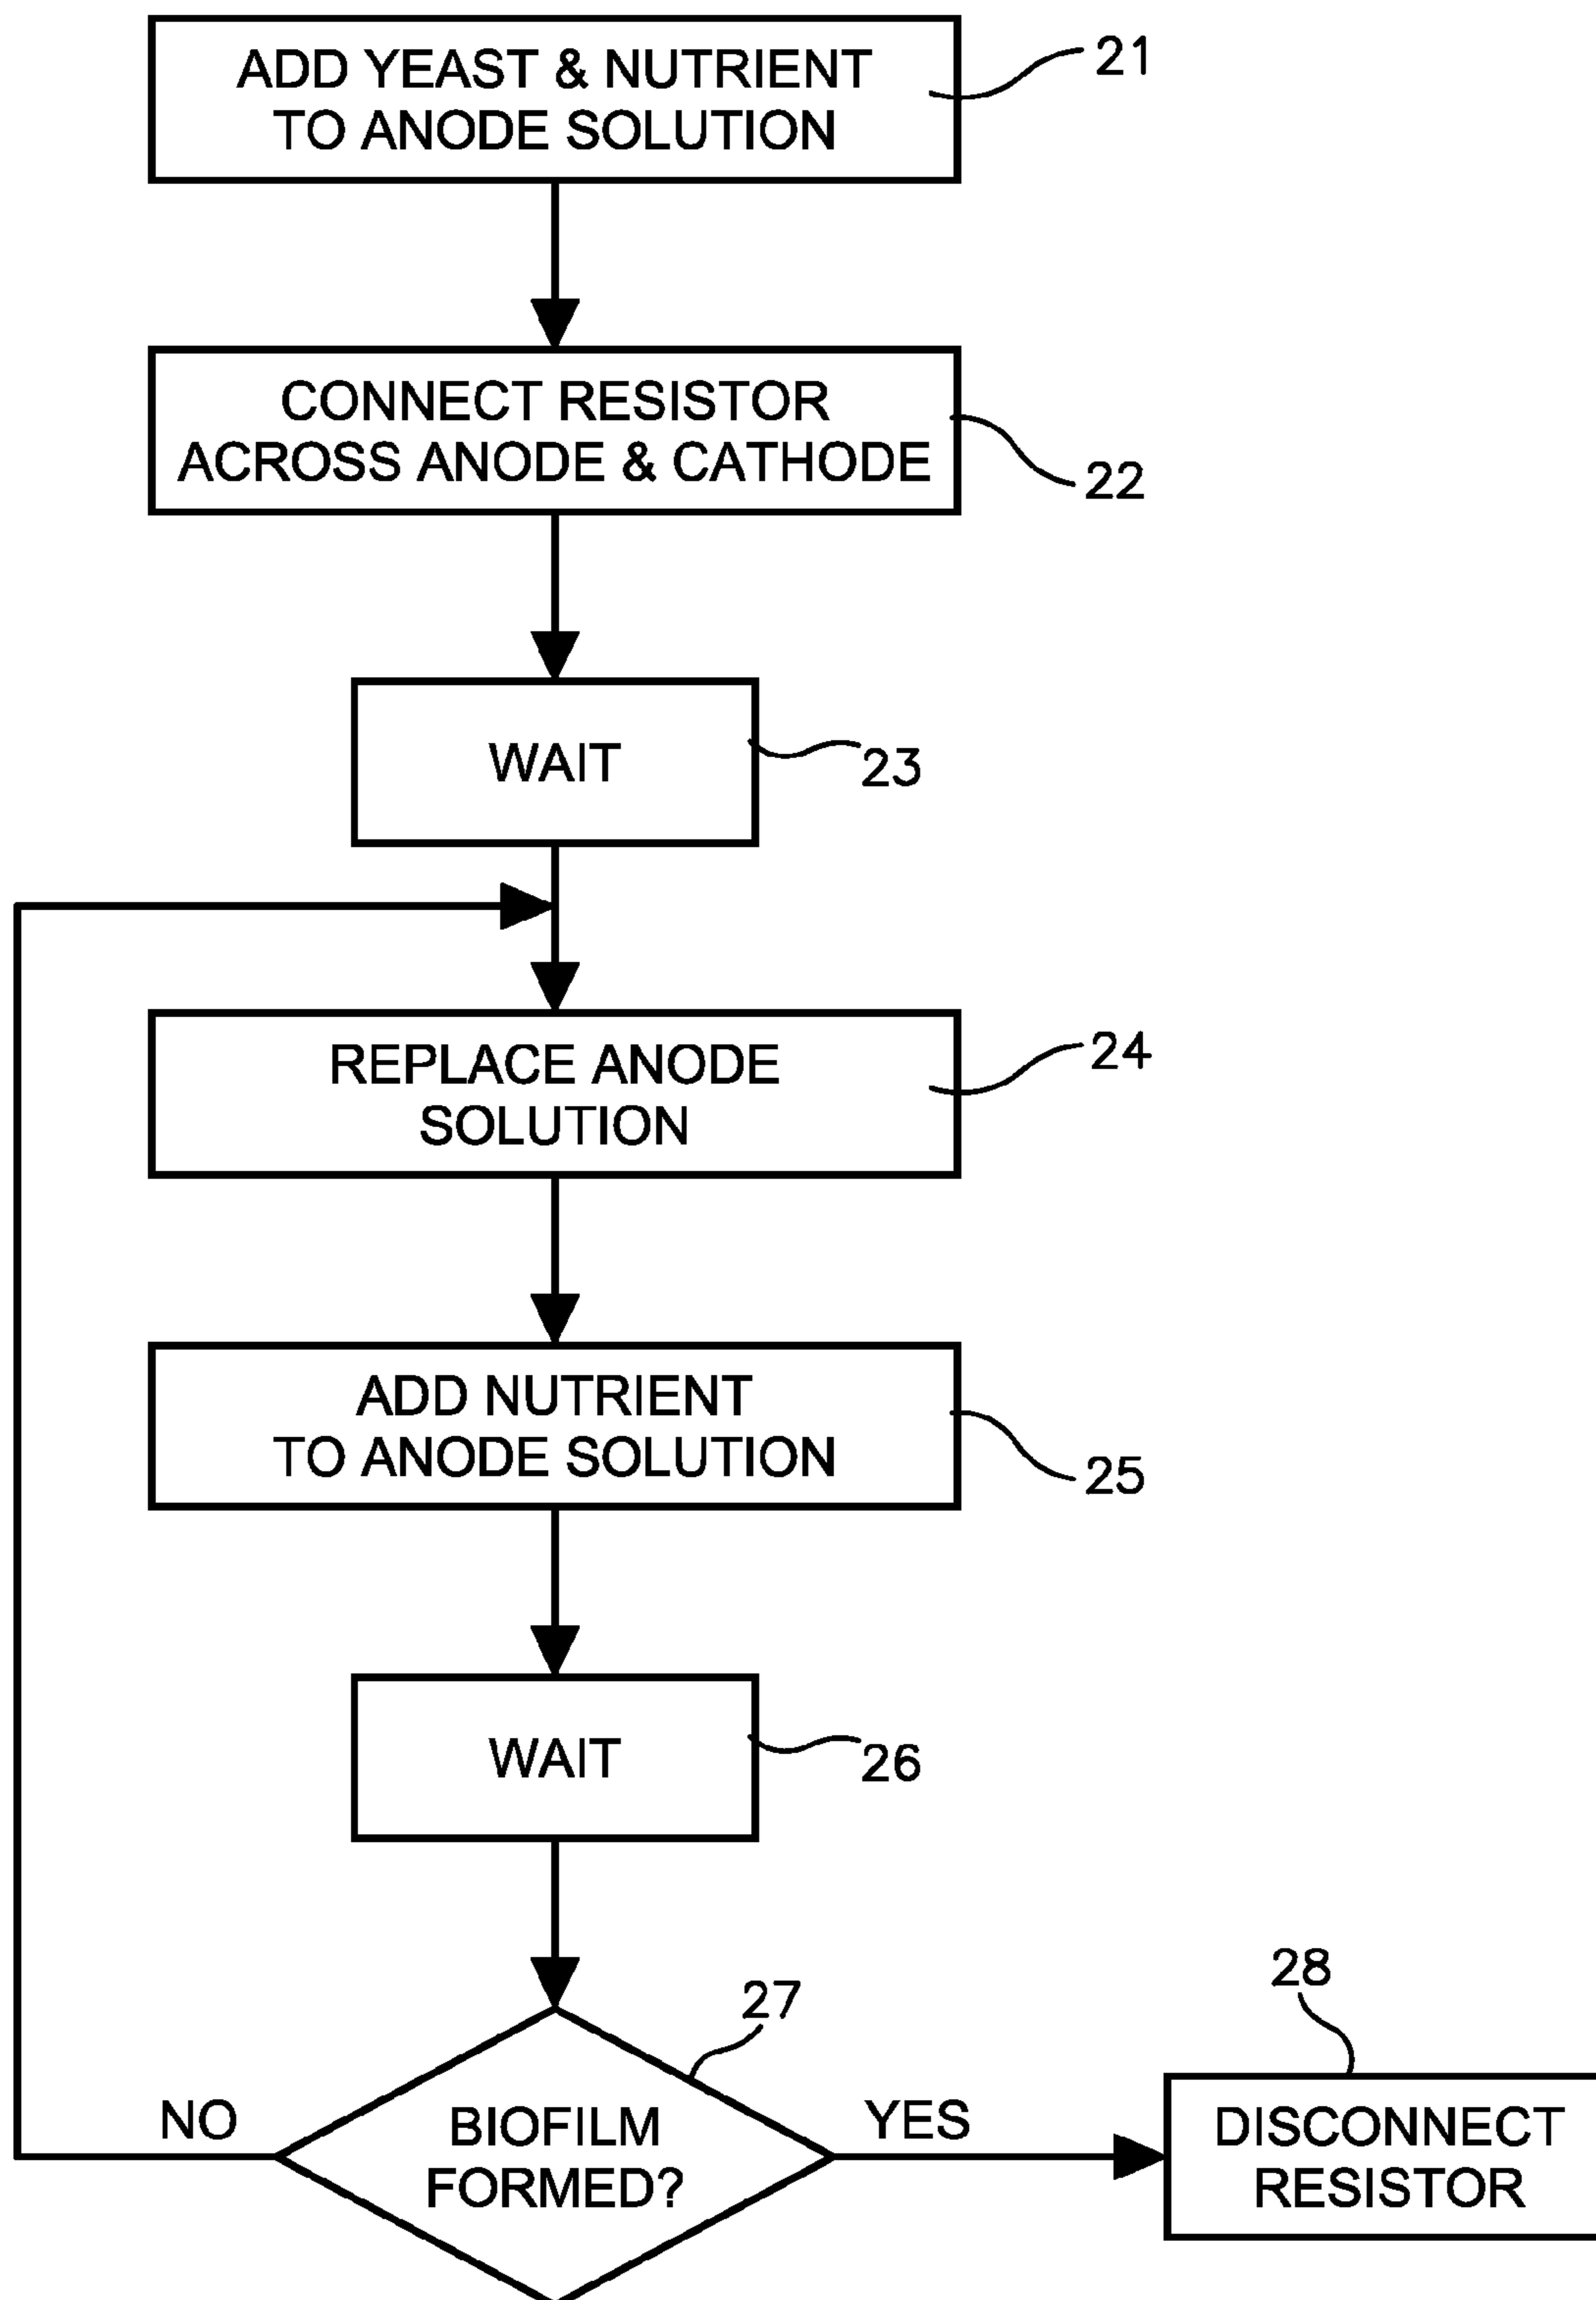 ADD YEAST & NUTRIENT
TO ANODE SOLUTION
21
CONNECT RESISTOR
ACROSS ANODE & CATHODE
22
WAIT
23
REPLACE ANODE
SOLUTION
24
ADD NUTRIENT
TO ANODE SOLUTION
25
WAIT
26
27
28
NO
BIOFILM
FORMED?
YES
DISCONNECT
RESISTOR